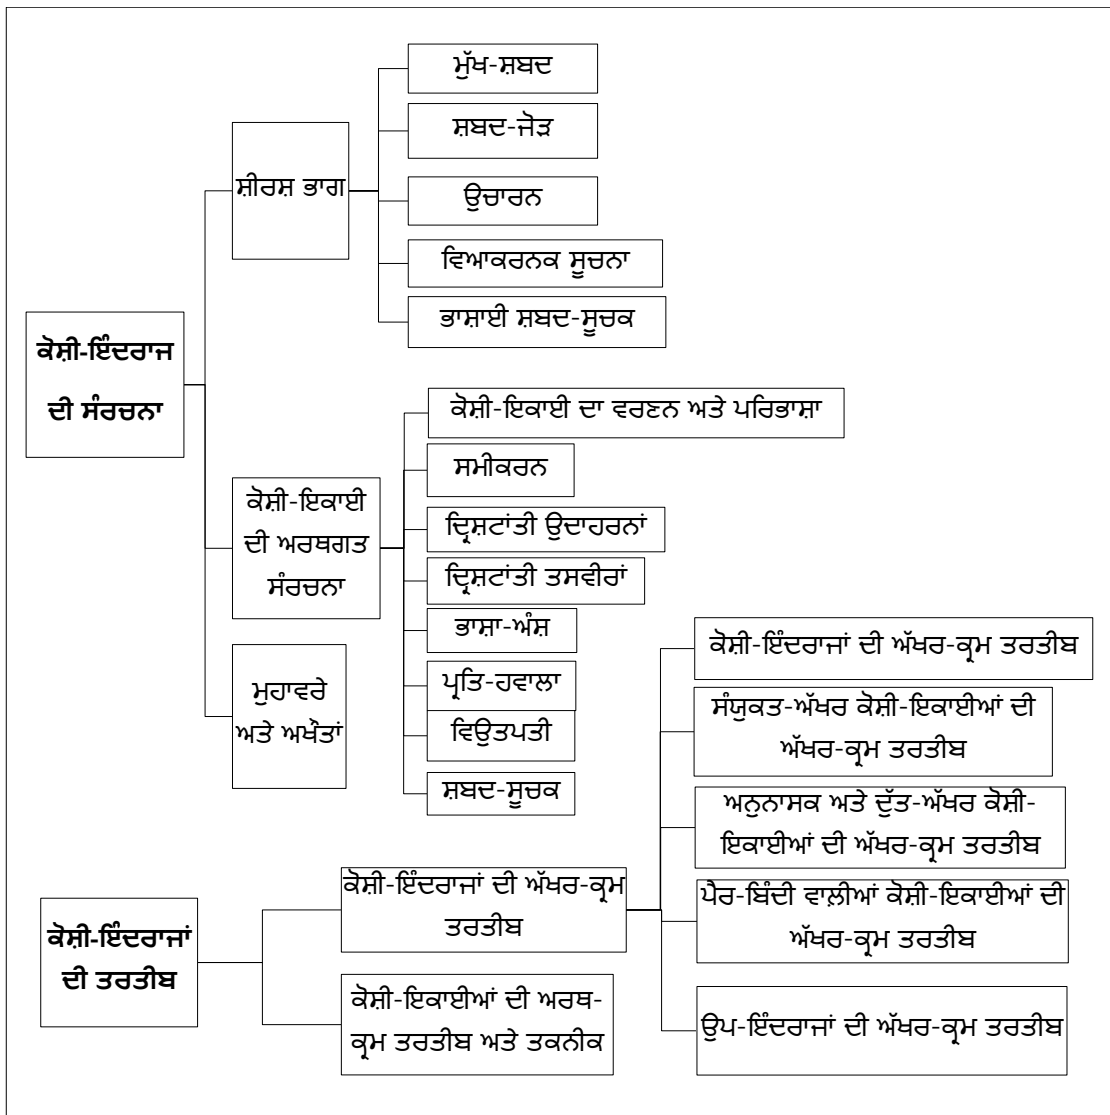 ਮੁੱਖ-ਸ਼ਬਦ
ਸ਼ਬਦ-ਜੋੜ
ਸ਼ੀਰਸ਼ ਭਾਗ
ਉਚਾਰਨ
ਵਿਆਕਰਨਕ ਸੂਚਨਾ
ਭਾਸ਼ਾਈ ਸ਼ਬਦ-ਸੂਚਕ
ਕੋਸ਼ੀ-ਇੰਦਰਾਜ
ਦੀ ਸੰਰਚਨਾ
ਕੋਸ਼ੀ-ਇਕਾਈ ਦਾ ਵਰਣਨ ਅਤੇ ਪਰਿਭਾਸ਼ਾ
ਸਮੀਕਰਨ
ਕੋਸ਼ੀ-ਇਕਾਈ
ਦੀ ਅਰਥਗਤ
ਸੰਰਚਨਾ
ਦ੍ਰਿਸ਼ਟਾਂਤੀ ਉਦਾਹਰਨਾਂ
ਦ੍ਰਿਸ਼ਟਾਂਤੀ ਤਸਵੀਰਾਂ
ਭਾਸ਼ਾ-ਅੰਸ਼
ਪ੍ਰਤਿ-ਹਵਾਲਾ
ਵਿਉਤਪਤੀ
ਸ਼ਬਦ-ਸੂਚਕ
ਮੁਹਾਵਰੇ
ਅਤੇ ਅਖੌਤਾਂ
ਕੋਸ਼ੀ-ਇੰਦਰਾਜਾਂ
ਦੀ ਤਰਤੀਬ
ਕੋਸ਼ੀ-ਇੰਦਰਾਜਾਂ ਦੀ ਅੱਖਰ-ਕ੍ਰਮ
ਤਰਤੀਬ
ਕੋਸ਼ੀ-ਇੰਦਰਾਜਾਂ ਦੀ ਅੱਖਰ-ਕ੍ਰਮ ਤਰਤੀਬ
ਸੰਯੁਕਤ-ਅੱਖਰ ਕੋਸ਼ੀ-ਇਕਾਈਆਂ ਦੀ
ਅੱਖਰ-ਕ੍ਰਮ ਤਰਤੀਬ
ਅਨੁਨਾਸਕ ਅਤੇ ਦੁੱਤ-ਅੱਖਰ ਕੋਸ਼ੀ-
ਇਕਾਈਆਂ ਦੀ ਅੱਖਰ-ਕ੍ਰਮ ਤਰਤੀਬ
ਪੈਰ-ਬਿੰਦੀ ਵਾਲ਼ੀਆਂ ਕੋਸ਼ੀ-ਇਕਾਈਆਂ ਦੀ
ਅੱਖਰ-ਕ੍ਰਮ ਤਰਤੀਬ
ਉਪ-ਇੰਦਰਾਜਾਂ ਦੀ ਅੱਖਰ-ਕ੍ਰਮ ਤਰਤੀਬ
ਕੋਸ਼ੀ-ਇਕਾਈਆਂ ਦੀ ਅਰਥ-
ਕ੍ਰਮ ਤਰਤੀਬ ਅਤੇ ਤਕਨੀਕ